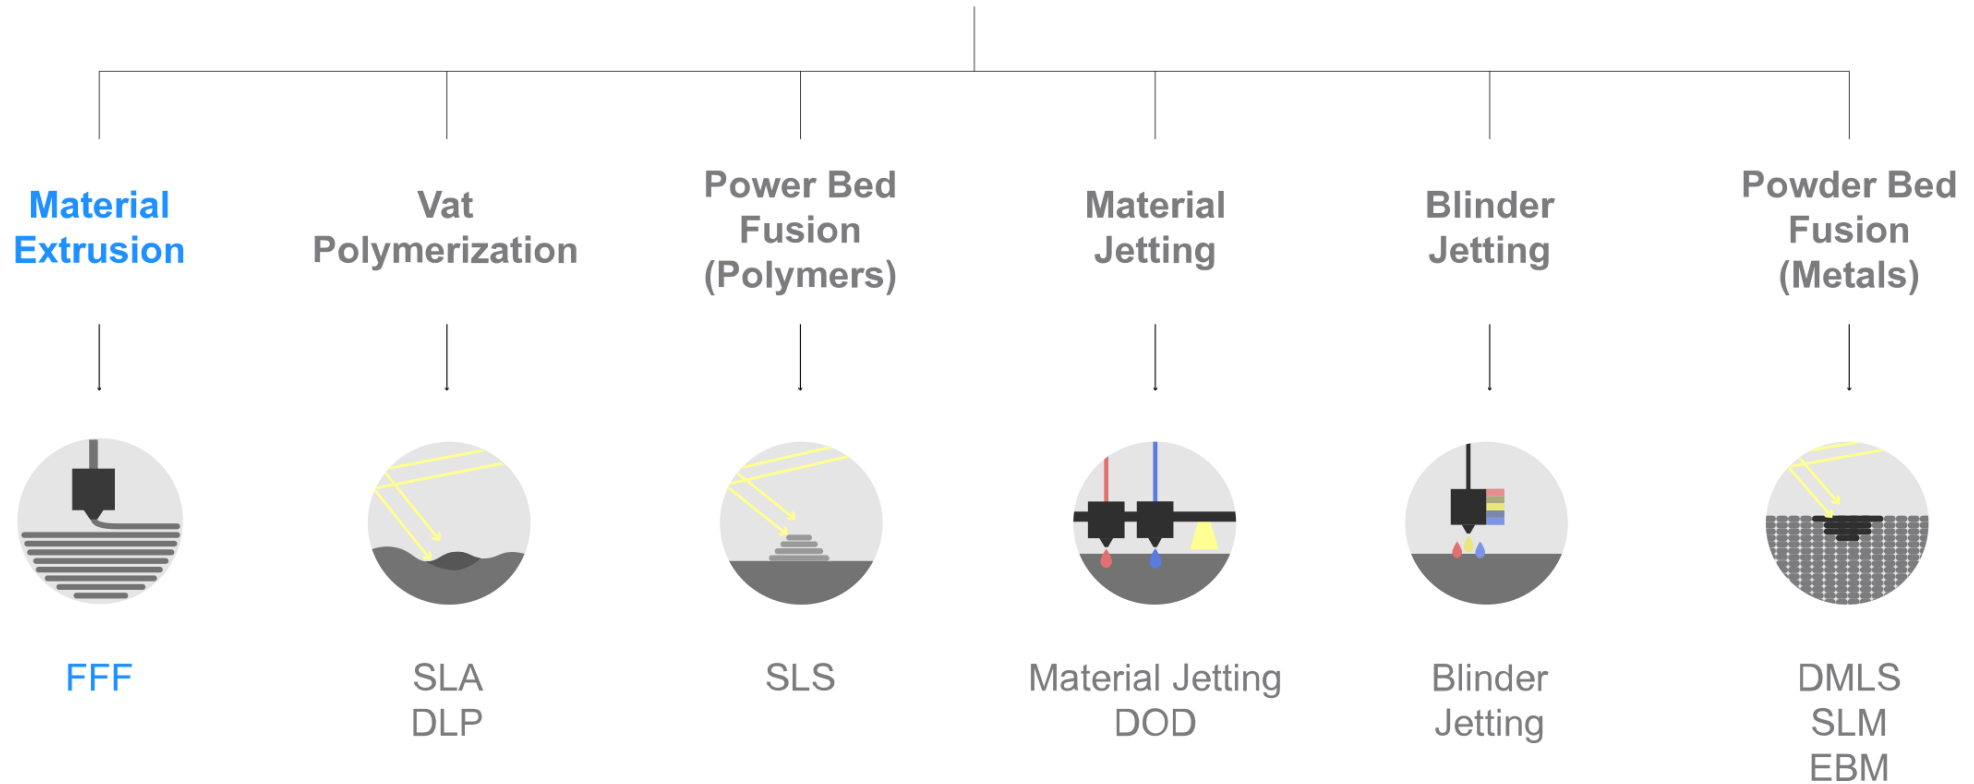 Material
Extrusion
Vat
Polymerization
Power Bed
Fusion
(Polymers)
Material
Jetting
Blinder
Jetting
Powder Bed
Fusion
(Metals)
FFF
SLA
DLP
SLS
Material Jetting
DOD
Blinder
Jetting
DMLS
SLM
EBM